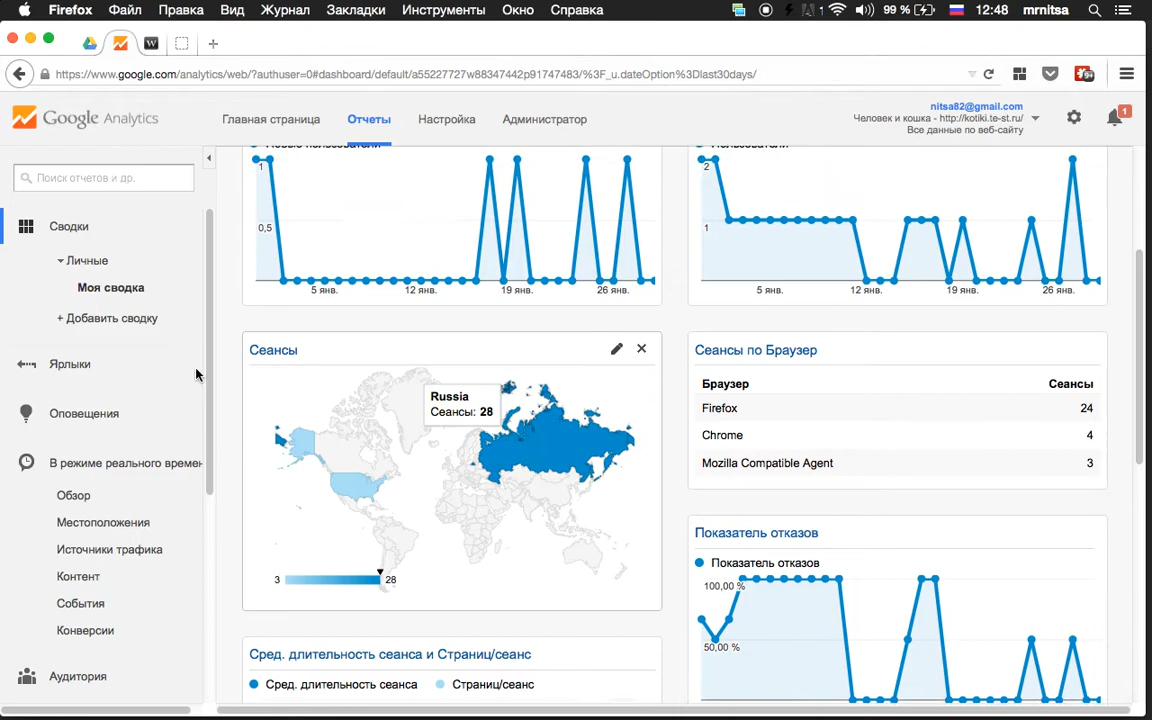 Firefox Файл Правка Вид Журнал Закладки Инструменты Окно Справка 1 99 % 12:48 mrnitsa
https://www.google.com/analytics/web/?authuser=0#dashboard/default/a55227727w88347442p91747483/%3F_u.dateOption%3Dlast30days/
Google Analytics
Главная страница Отчеты Настройка Администратор
nitsa82@gmail.com
Человек и кошка - http://kotiki.te-st.ru/
Все данные по веб-сайту
1
Поиск отчетов и др.
Сводки
Личные
Моя сводка
+ Добавить сводку
Ярлыки
Оповещения
В режиме реального времен
Обзор
Местоположения
Источники трафика
Контент
События
Конверсии
Аудитория
Новые пользователи
1
0,5
5 янв. 12 янв. 19 янв. 26 янв.
Пользователи
2
1
5 янв. 12 янв. 19 янв. 26 янв.
Сеансы
Russia
Сеансы: 28
3 28
Сеансы по Браузер
Браузер Сеансы
Firefox 24
Chrome 4
Mozilla Compatible Agent 3
Показатель отказов
Показатель отказов
100,00 %
50,00 %
Сред. длительность сеанса и Страниц/сеанс
Сред. длительность сеанса Страниц/сеанс